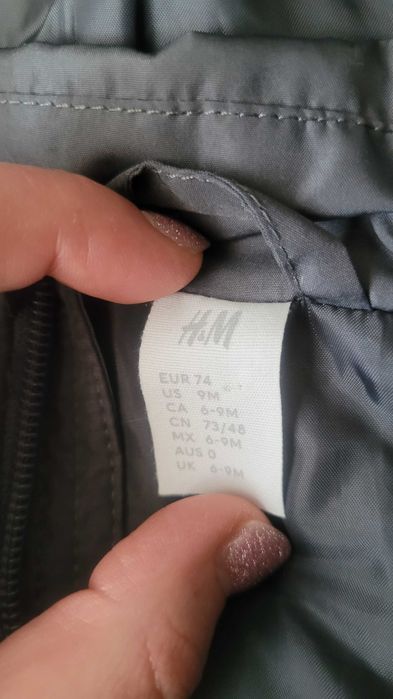 H&M
EUR 74
US 9M
CA 6-9M
CN 73/48
MX 6-9M
AUS 0
UK 6-9M